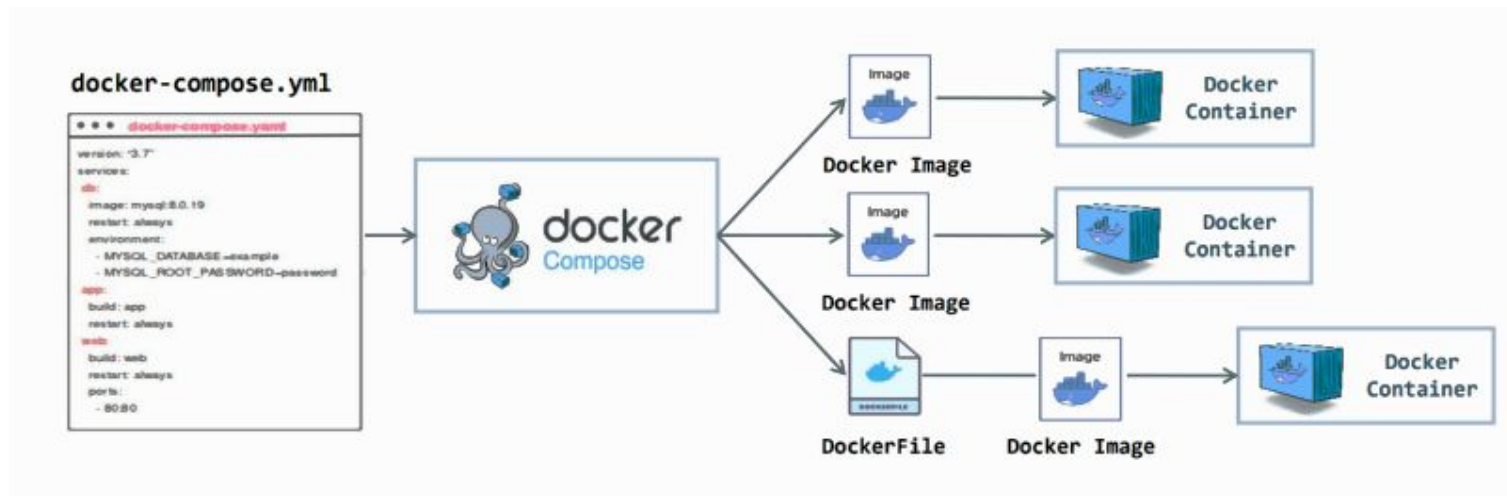 docker-compose.yml
docker-compose.yaml
version: "3.7"
services:
db:
image: mysql:8.0.19
restart: always
environment:
- MYSQL_DATABASE=example
- MYSQL_ROOT_PASSWORD=password
app:
build: app
restart: always
web:
build: web
restart: always
ports:
- 80:80
docker
Compose
Image
Docker Image
Docker
Container
Image
Docker Image
Docker
Container
DOCKERFILE
DockerFile
Image
Docker Image
Docker
Container